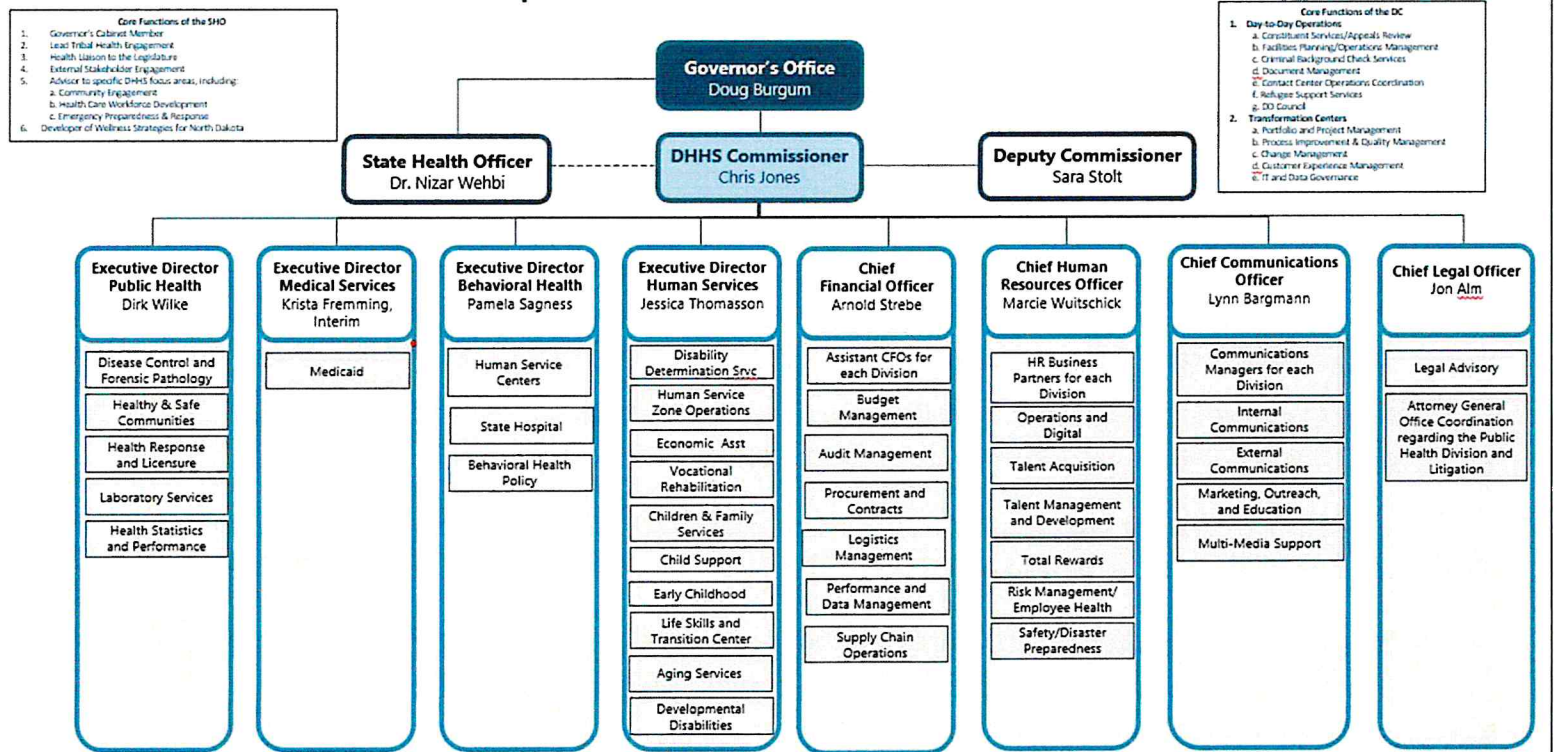 Core Functions of the SHO
1. Governor's Cabinet Member
2. Lead Tribal Health Engagement
3. Health Liaison to the Legislature
4. External Stakeholder Engagement
5. Advisor to specific DHHS focus areas, including:
a. Community Engagement
b. Health Care Workforce Development
c. Emergency Preparedness & Response
6. Developer of Wellness Strategies for North Dakota
Governor's Office
Doug Burgum
Core Functions of the DC
1. Day-to-Day Operations
a. Constituent Services/Appeals Review
b. Facilities Planning/Operations Management
c. Criminal Background Check Services
d. Document Management
e. Contact Center Operations Coordination
f. Refugee Support Services
g. DD Council
2. Transformation Centers
a. Portfolio and Project Management
b. Process Improvement & Quality Management
c. Change Management
d. Customer Experience Management
e. IT and Data Governance
State Health Officer
Dr. Nizar Wehbi
DHHS Commissioner
Chris Jones
Deputy Commissioner
Sara Stolt
Executive Director
Public Health
Dirk Wilke
Disease Control and
Forensic Pathology
Healthy & Safe
Communities
Health Response
and Licensure
Laboratory Services
Health Statistics
and Performance
Executive Director
Medical Services
Krista Fremming,
Interim
Medicaid
Executive Director
Behavioral Health
Pamela Sagness
Human Service
Centers
State Hospital
Behavioral Health
Policy
Executive Director
Human Services
Jessica Thomasson
Disability
Determination Srvc
Human Service
Zone Operations
Economic Asst
Vocational
Rehabilitation
Children & Family
Services
Child Support
Early Childhood
Life Skills and
Transition Center
Aging Services
Developmental
Disabilities
Chief
Financial Officer
Arnold Strebe
Assistant CFOs for
each Division
Budget
Management
Audit Management
Procurement and
Contracts
Logistics
Management
Performance and
Data Management
Supply Chain
Operations
Chief Human
Resources Officer
Marcie Wuitschick
HR Business
Partners for each
Division
Operations and
Digital
Talent Acquisition
Talent Management
and Development
Total Rewards
Risk Management/
Employee Health
Safety/Disaster
Preparedness
Chief Communications
Officer
Lynn Bargmann
Communications
Managers for each
Division
Internal
Communications
External
Communications
Marketing, Outreach,
and Education
Multi-Media Support
Chief Legal Officer
Jon Alm
Legal Advisory
Attorney General
Office Coordination
regarding the Public
Health Division and
Litigation